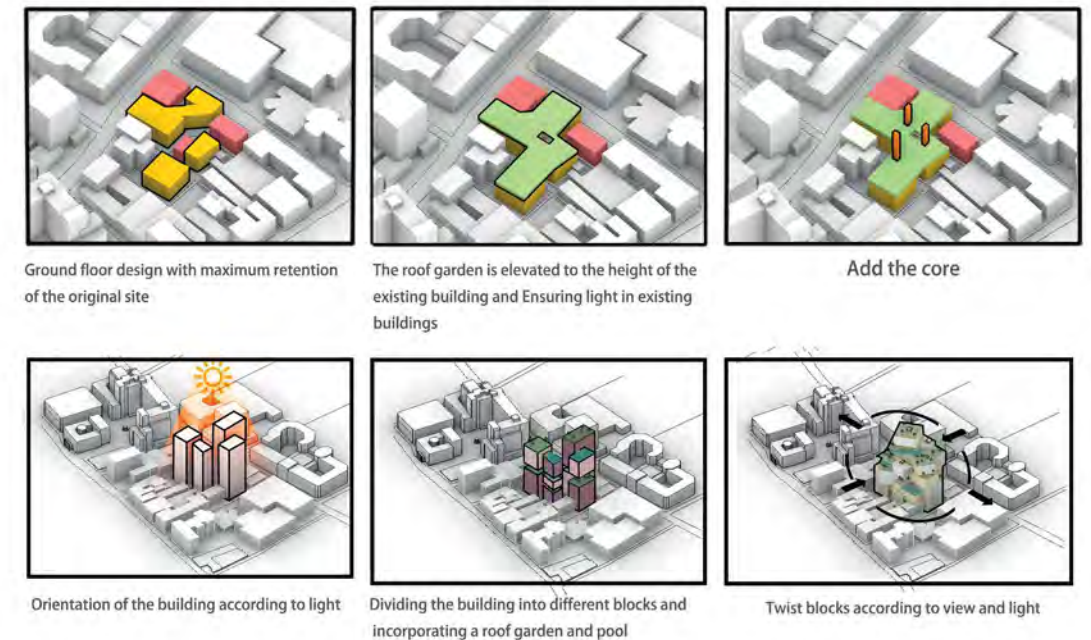 Ground floor design with maximum retention
of the original site
The roof garden is elevated to the height of the
existing building and Ensuring light in existing
buildings
Add the core
Orientation of the building according to light
Dividing the building into different blocks and
incorporating a roof garden and pool
Twist blocks according to view and light